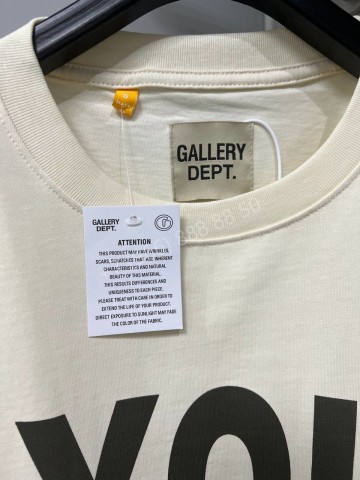 GALLERY
DEPT.
GALLERY
DEPT.
ATTENTION
THIS PRODUCT MAY HAVE WRINKLES,
SCARS, SCRATCHES THAT ARE INHERENT
CHARACTERISTICS AND NATURAL
BEAUTY OF THIS MATERIAL.
THIS RESULTS DIFFERENCES AND
UNIQUENESS TO EACH PIECE,
PLEASE TREAT WITH CARE IN ORDER TO
EXTEND THE LIFE OF YOUR PRODUCT.
DIRECT EXPOSURE TO SUNLIGHT MAY FADE
THE COLOR OF THE FABRIC.
YOU